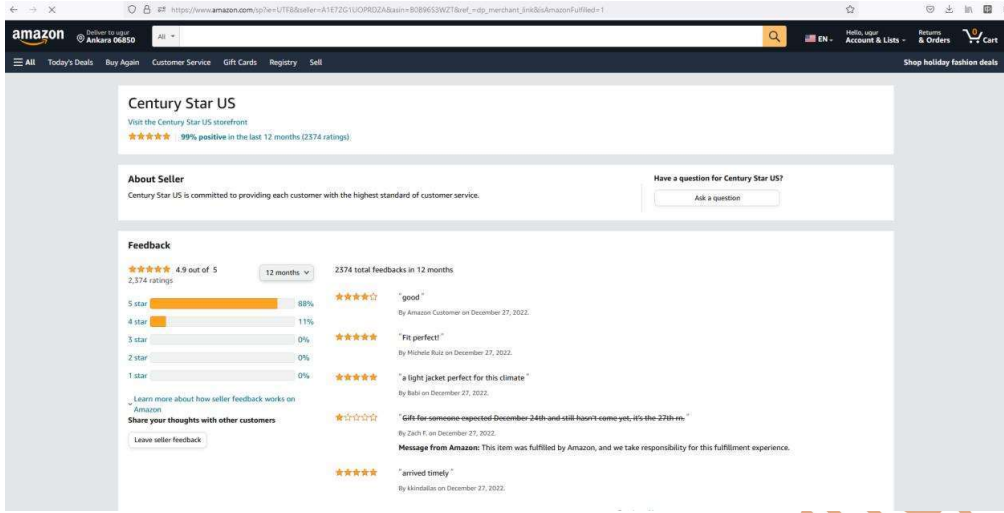 https://www.amazon.com/sp?ie=UTF8&seller=A1E7ZG1UOPRDZA&asin=B0B96S3WZT&ref_=dp_merchant_link&isAmazonFulfilled=1
amazon Deliver to ugur Ankara 06850 All EN Hello, ugur Account & Lists Returns & Orders 0 Cart
All Today's Deals Buy Again Customer Service Gift Cards Registry Sell Shop holiday fashion deals
Century Star US
Visit the Century Star US storefront
99% positive in the last 12 months (2374 ratings)
About Seller
Century Star US is committed to providing each customer with the highest standard of customer service.
Have a question for Century Star US?
Ask a question
Feedback
4.9 out of 5
2,374 ratings
12 months
5 star 88%
4 star 11%
3 star 0%
2 star 0%
1 star 0%
Learn more about how seller feedback works on
Amazon
Share your thoughts with other customers
Leave seller feedback
2374 total feedbacks in 12 months
"good"
By Amazon Customer on December 27, 2022.
"Fit perfect!"
By Michele Ruiz on December 27, 2022.
"a light jacket perfect for this climate"
By Babi on December 27, 2022.
"Gift for someone expected December 24th and still hasn't come yet, it's the 27th rn."
By Zach F. on December 27, 2022.
Message from Amazon: This item was fulfilled by Amazon, and we take responsibility for this fulfillment experience.
"arrived timely"
By kkindallas on December 27, 2022.